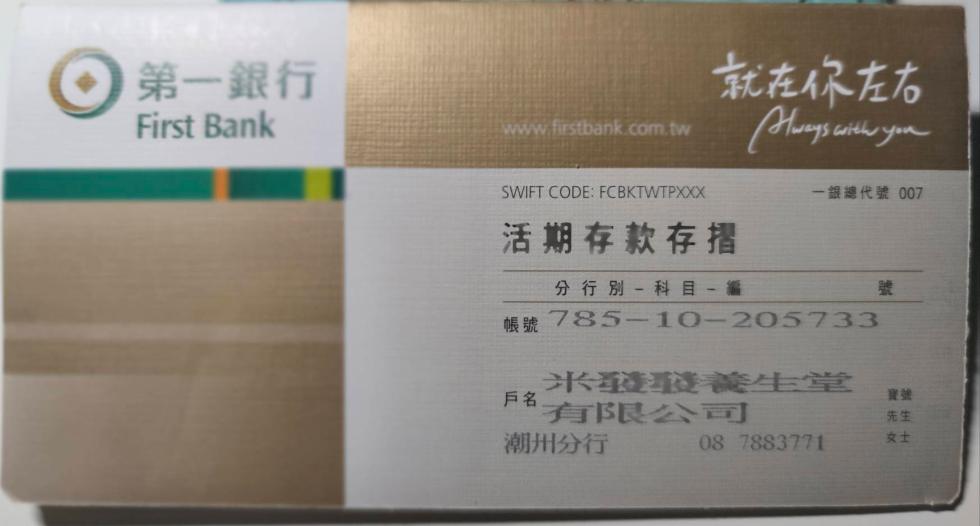 第一銀行
First Bank
就在你左右
Always with you
www.firstbank.com.tw
SWIFT CODE: FCBKTWTPXXX 一銀總代號 007
活期存款存摺
分行別-科目-編 號
帳號 785-10-205733
戶名 米發發養生堂
有限公司
寶號
先生
女士
潮州分行 08 7883771